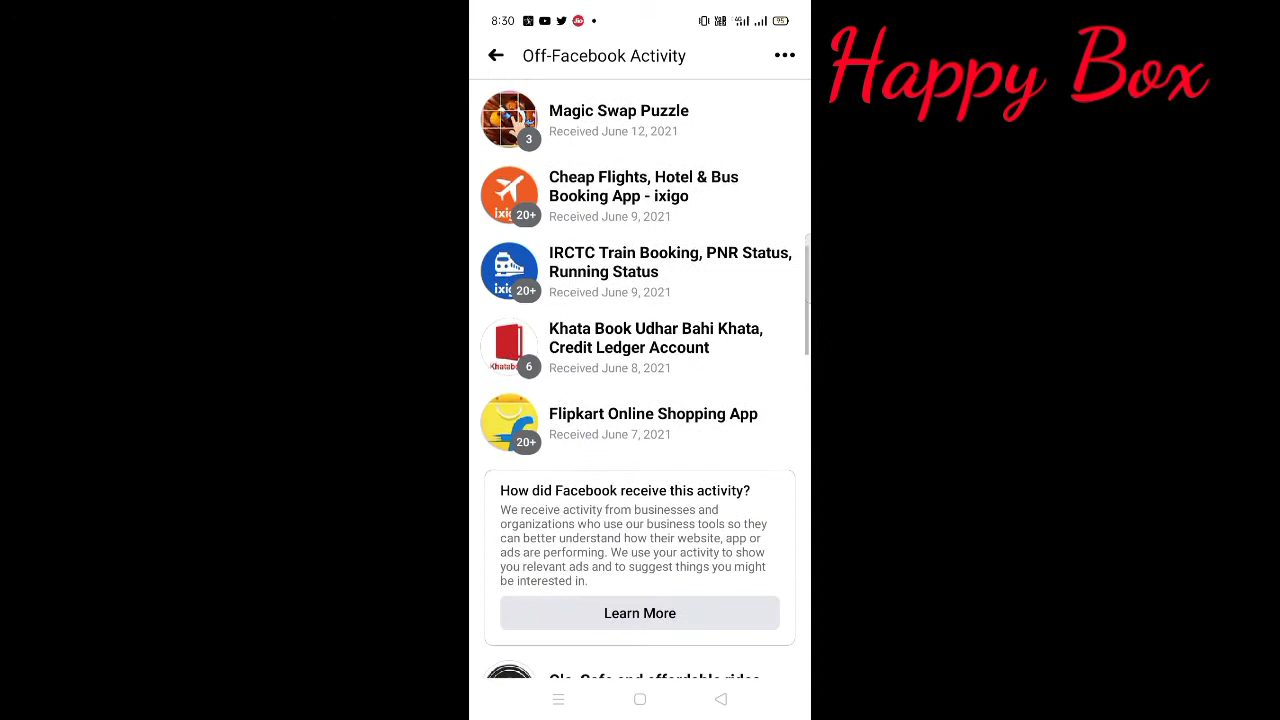 8:30
Off-Facebook Activity
Happy Box
Magic Swap Puzzle
Received June 12, 2021
3
Cheap Flights, Hotel & Bus
Booking App - ixigo
Received June 9, 2021
20+
IRCTC Train Booking, PNR Status,
Running Status
Received June 9, 2021
20+
Khata Book Udhar Bahi Khata,
Credit Ledger Account
Received June 8, 2021
6
Flipkart Online Shopping App
Received June 7, 2021
20+
How did Facebook receive this activity?
We receive activity from businesses and
organizations who use our business tools so they
can better understand how their website, app or
ads are performing. We use your activity to show
you relevant ads and to suggest things you might
be interested in.
Learn More